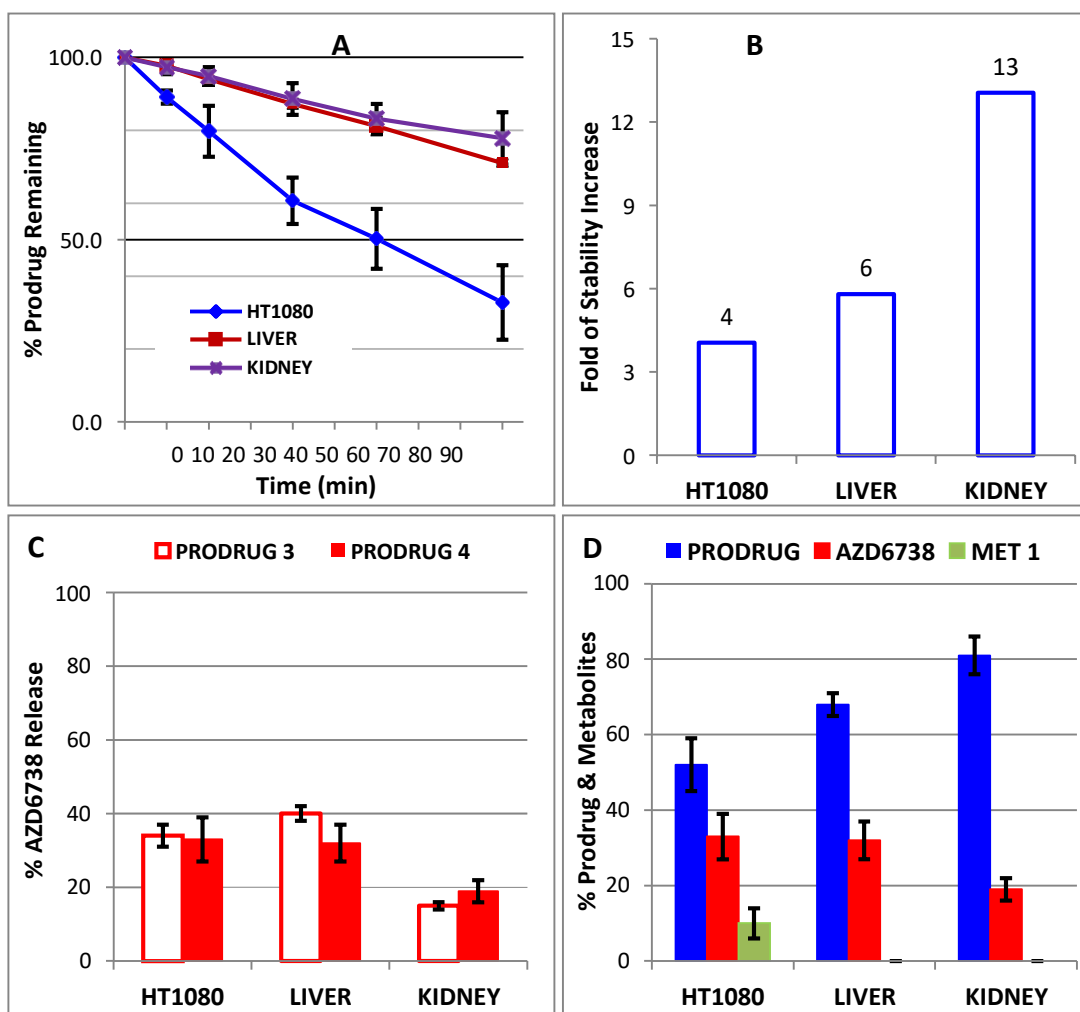 A
% Prodrug Remaining
100.0
50.0
0.0
HT1080
LIVER
KIDNEY
0 10 20 30 40 50 60 70 80 90
Time (min)
B
Fold of Stability Increase
15
12
9
6
3
0
4
6
13
HT1080 LIVER KIDNEY
C
PRODRUG 3 PRODRUG 4
% AZD6738 Release
100
80
60
40
20
0
HT1080 LIVER KIDNEY
D
PRODRUG AZD6738 MET 1
% Prodrug & Metabolites
100
80
60
40
20
0
HT1080 LIVER KIDNEY